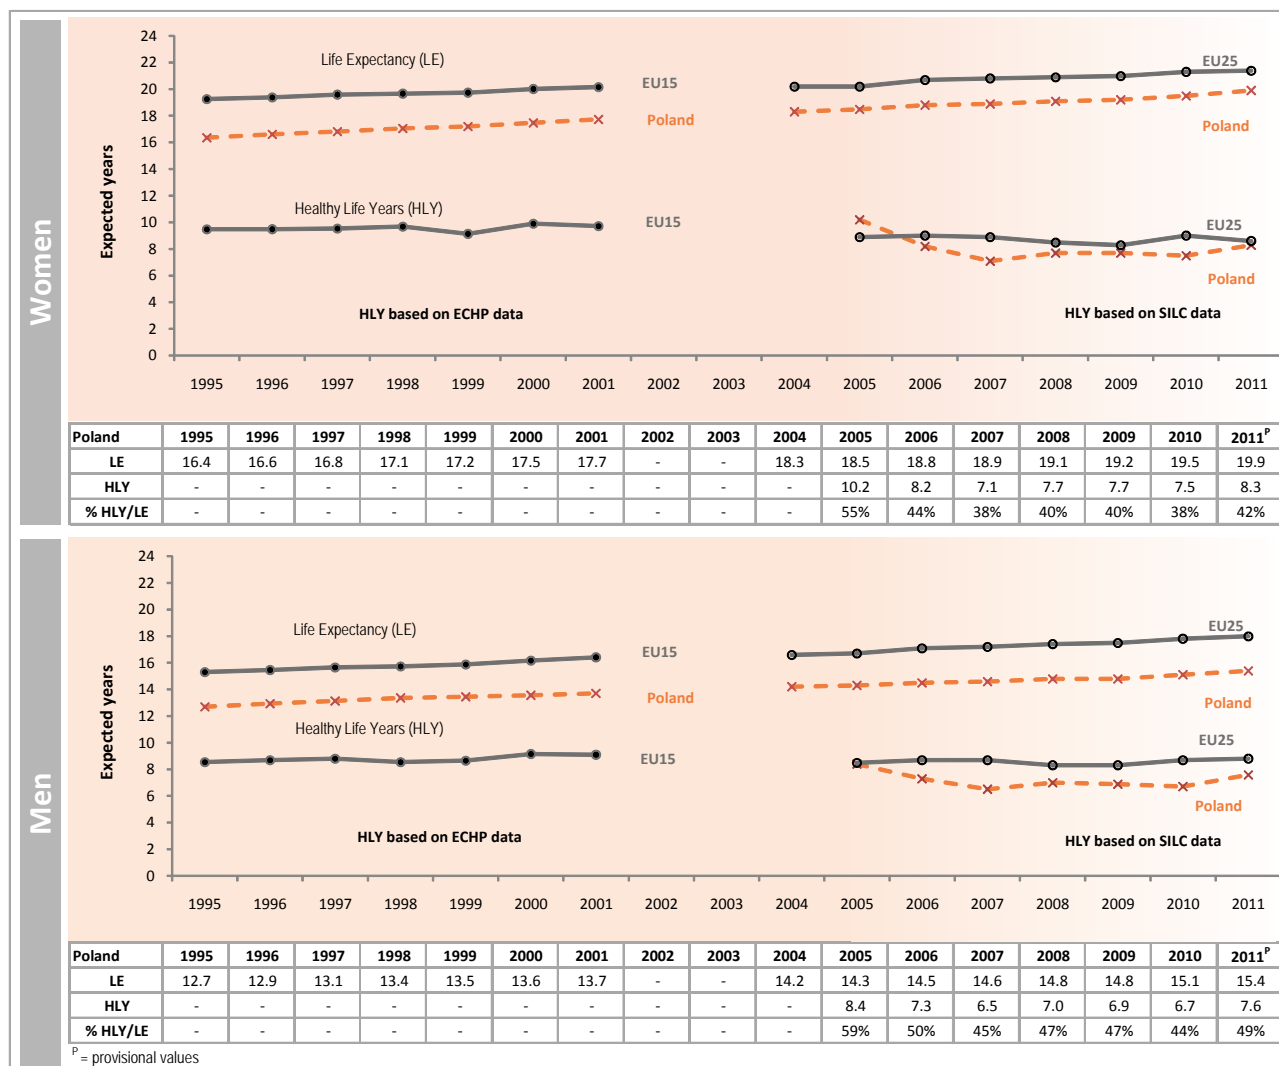 Women
24
22
20
18
16
14
12
10
8
6
4
2
0
Expected years
Life Expectancy (LE)
EU15
Poland
EU25
Poland
Healthy Life Years (HLY)
EU15
EU25
Poland
HLY based on ECHP data
HLY based on SILC data
1995 1996 1997 1998 1999 2000 2001 2002 2003 2004 2005 2006 2007 2008 2009 2010 2011
Poland 1995 1996 1997 1998 1999 2000 2001 2002 2003 2004 2005 2006 2007 2008 2009 2010 2011P
LE 16.4 16.6 16.8 17.1 17.2 17.5 17.7 - - 18.3 18.5 18.8 18.9 19.1 19.2 19.5 19.9
HLY - - - - - - - - - - 10.2 8.2 7.1 7.7 7.7 7.5 8.3
% HLY/LE - - - - - - - - - - 55% 44% 38% 40% 40% 38% 42%
Men
24
22
20
18
16
14
12
10
8
6
4
2
0
Expected years
Life Expectancy (LE)
EU15
Poland
EU25
Poland
Healthy Life Years (HLY)
EU15
EU25
Poland
HLY based on ECHP data
HLY based on SILC data
1995 1996 1997 1998 1999 2000 2001 2002 2003 2004 2005 2006 2007 2008 2009 2010 2011
Poland 1995 1996 1997 1998 1999 2000 2001 2002 2003 2004 2005 2006 2007 2008 2009 2010 2011P
LE 12.7 12.9 13.1 13.4 13.5 13.6 13.7 - - 14.2 14.3 14.5 14.6 14.8 14.8 15.1 15.4
HLY - - - - - - - - - - 8.4 7.3 6.5 7.0 6.9 6.7 7.6
% HLY/LE - - - - - - - - - - 59% 50% 45% 47% 47% 44% 49%
P = provisional values